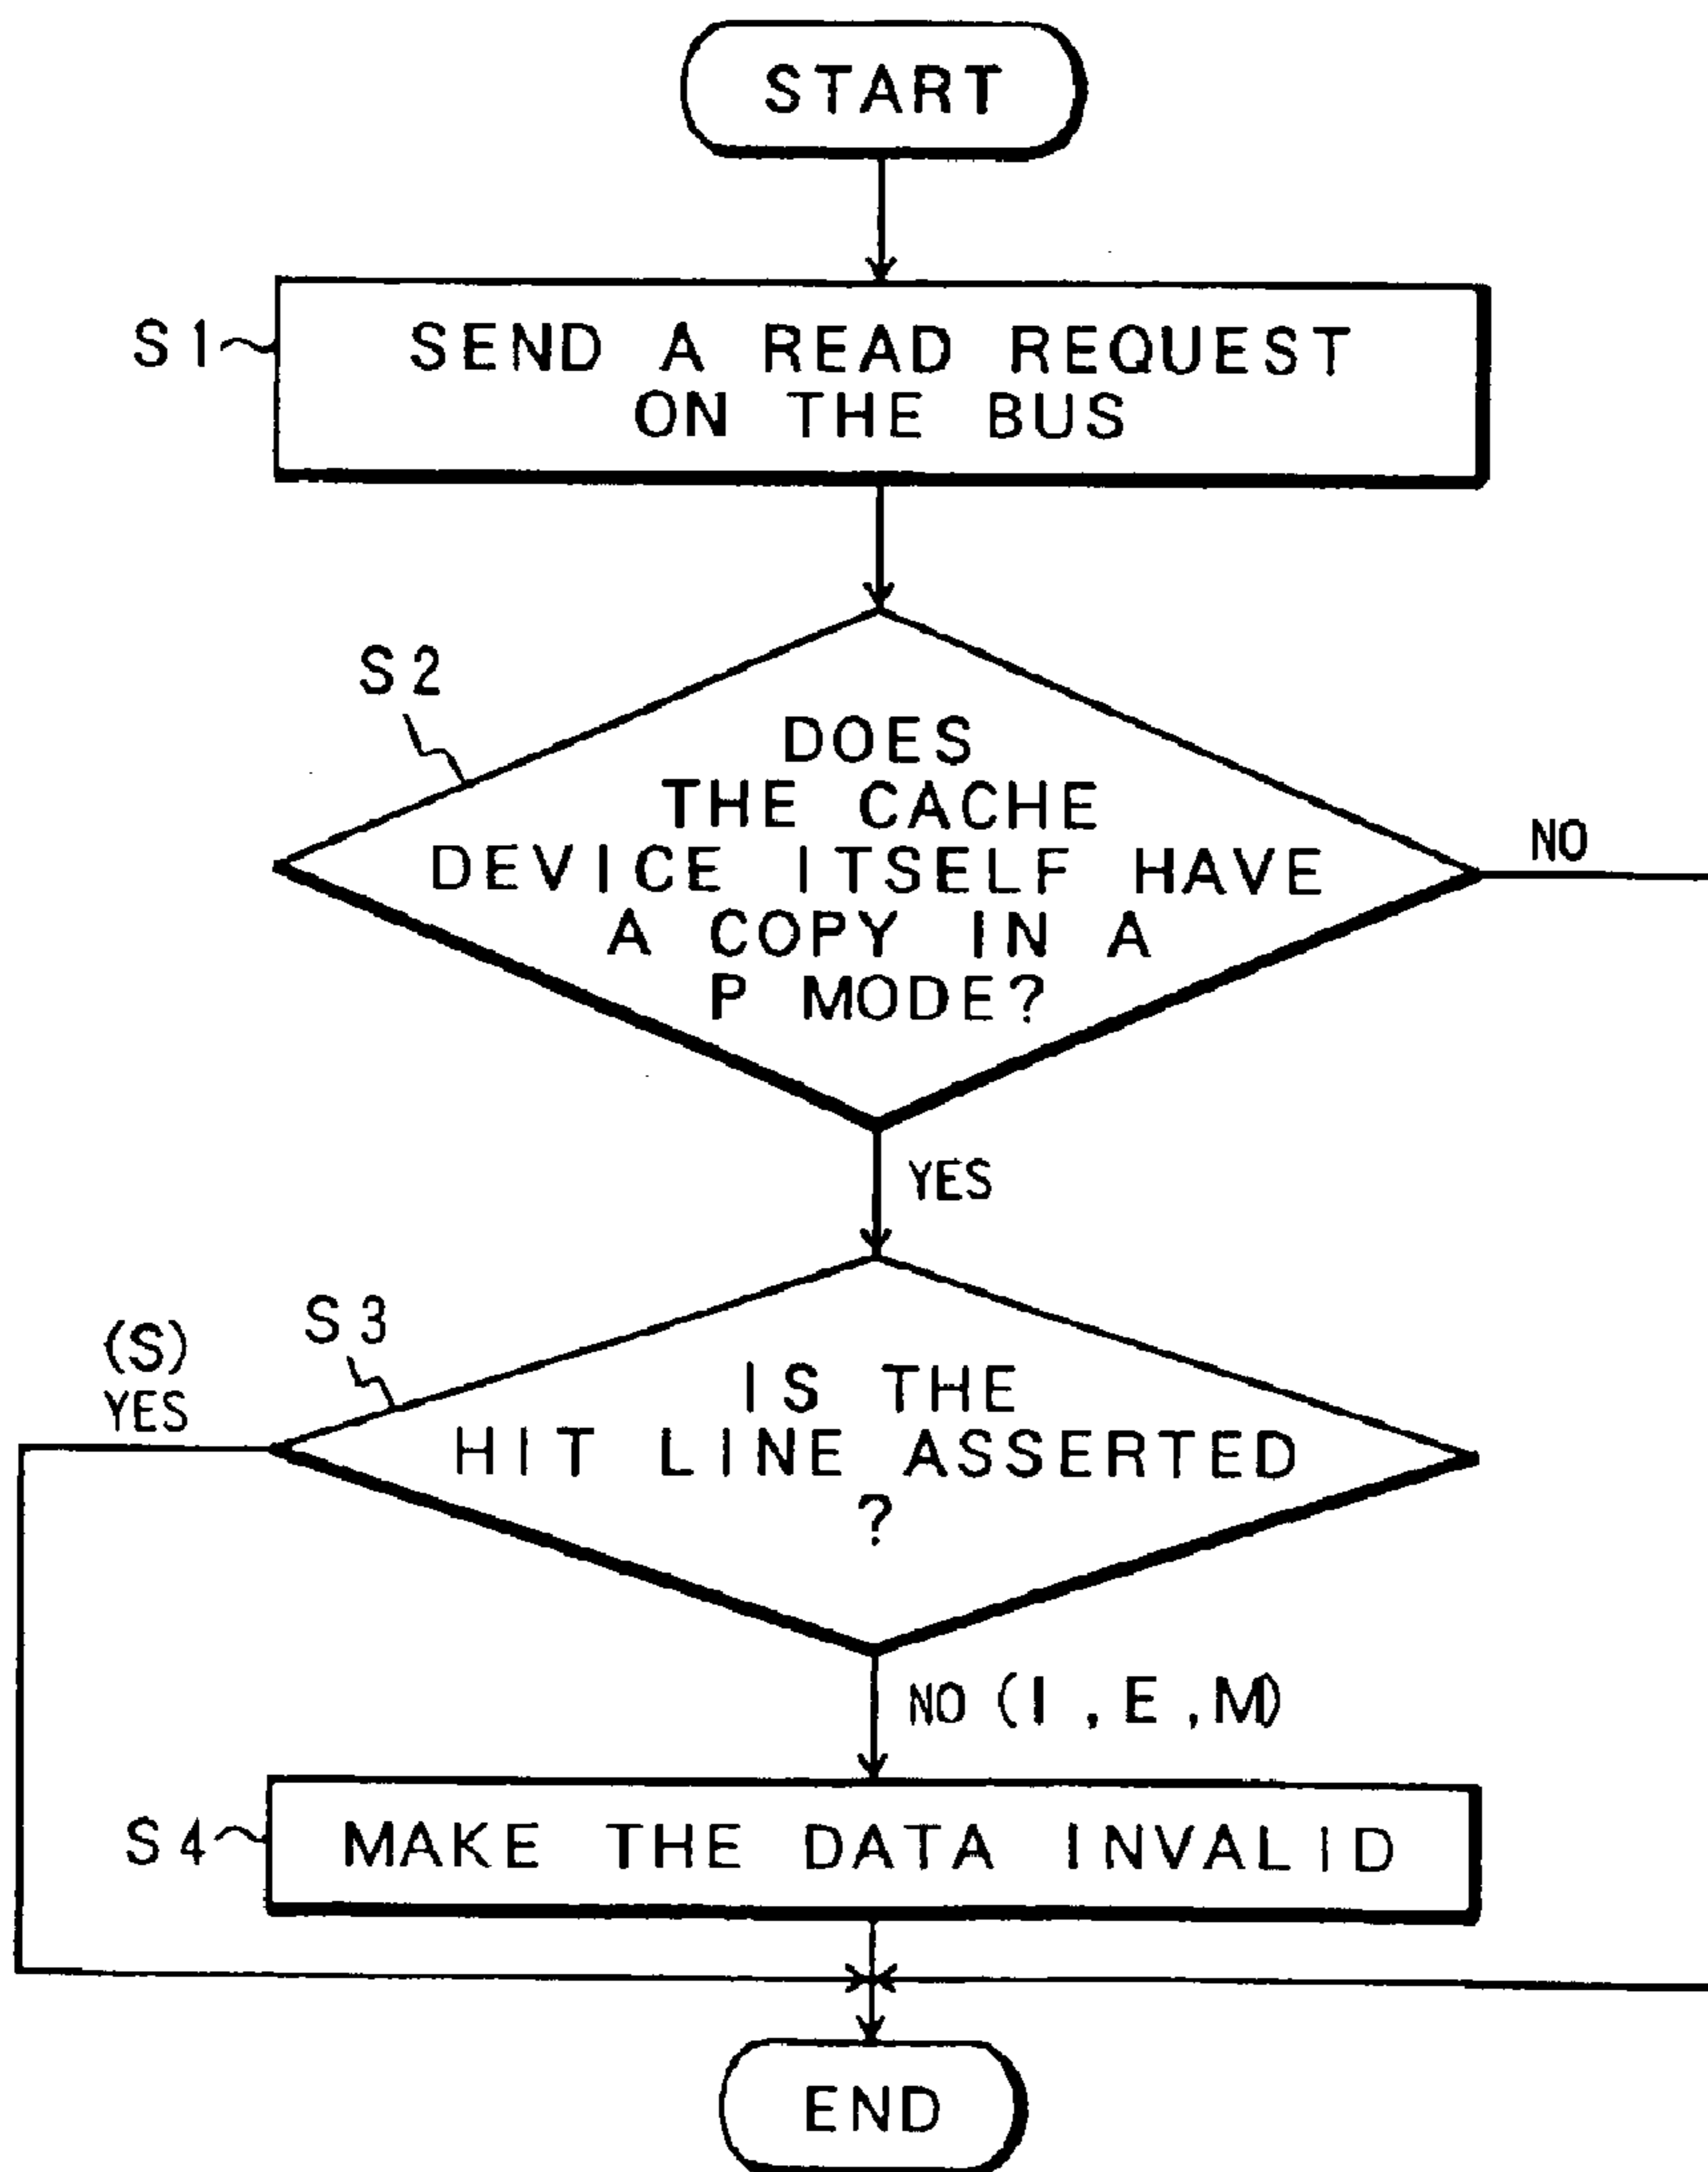 START
S1
SEND A READ REQUEST
ON THE BUS
S2
DOES
THE CACHE
DEVICE ITSELF HAVE
A COPY IN A
P MODE?
NO
YES
S3
(S)
YES
IS THE
HIT LINE ASSERTED
?
NO (I, E, M)
S4
MAKE THE DATA INVALID
END